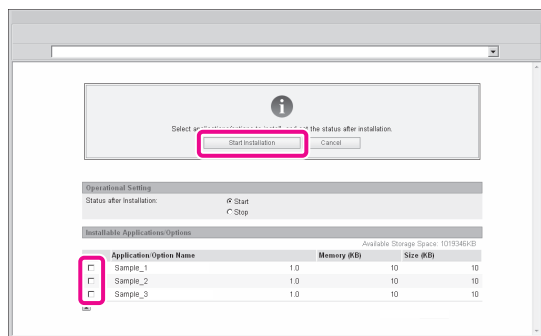 Select applications/options to install, and set the status after installation.
Start Installation
Cancel
Operational Setting
Status after Installation:
Start
Stop
Installable Applications/Options
Available Storage Space: 1019346KB
Application/Option Name Memory (KB) Size (KB)
Sample_1 1.0 10 10
Sample_2 1.0 10 10
Sample_3 1.0 10 10